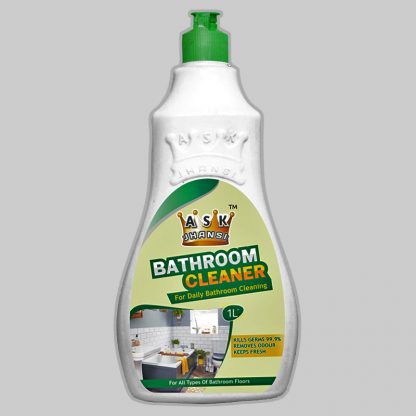 A S K
JHANSI
TM
A S K
JHANSI
BATHROOM
CLEANER
For Daily Bathroom Cleaning
1L
KILLS GERMS 99.9%
REMOVES ODOUR
KEEPS FRESH
For All Types Of Bathroom Floors